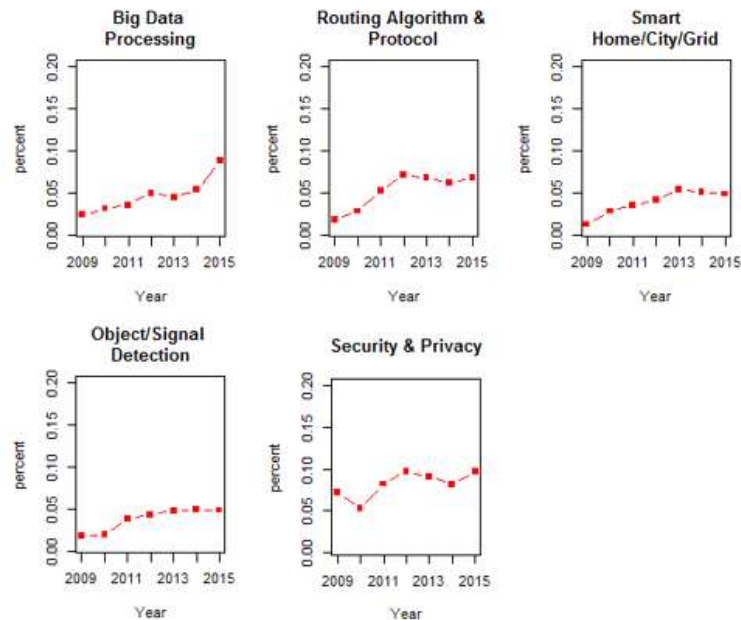 Big Data
Processing
percent
0.20
0.15
0.10
0.05
0.00
2009 2011 2013 2015
Year
Routing Algorithm &
Protocol
percent
0.20
0.15
0.10
0.05
0.00
2009 2011 2013 2015
Year
Smart
Home/City/Grid
percent
0.20
0.15
0.10
0.05
0.00
2009 2011 2013 2015
Year
Object/Signal
Detection
percent
0.20
0.15
0.10
0.05
0.00
2009 2011 2013 2015
Year
Security & Privacy
percent
0.20
0.15
0.10
0.05
0.00
2009 2011 2013 2015
Year